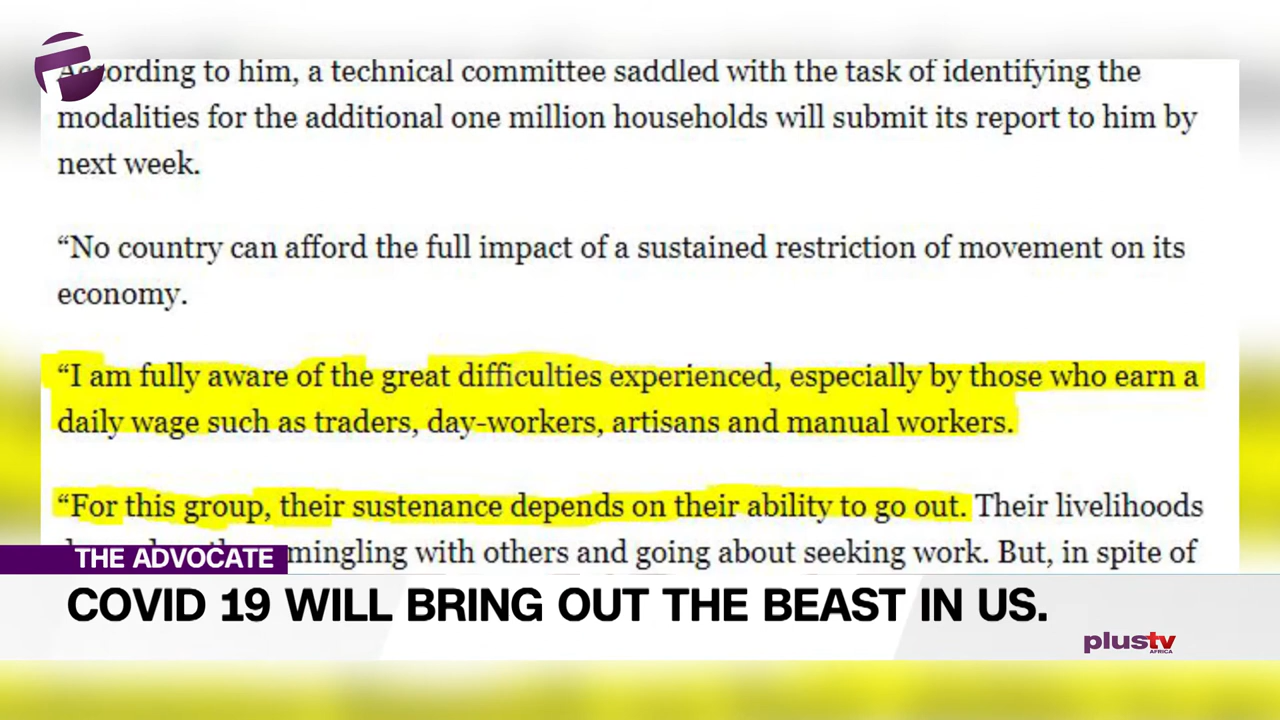 According to him, a technical committee saddled with the task of identifying the
modalities for the additional one million households will submit its report to him by
next week.
“No country can afford the full impact of a sustained restriction of movement on its
economy.
“I am fully aware of the great difficulties experienced, especially by those who earn a
daily wage such as traders, day-workers, artisans and manual workers.
“For this group, their sustenance depends on their ability to go out. Their livelihoods
mingling with others and going about seeking work. But, in spite of
THE ADVOCATE
COVID 19 WILL BRING OUT THE BEAST IN US.
plustv
AFRICA